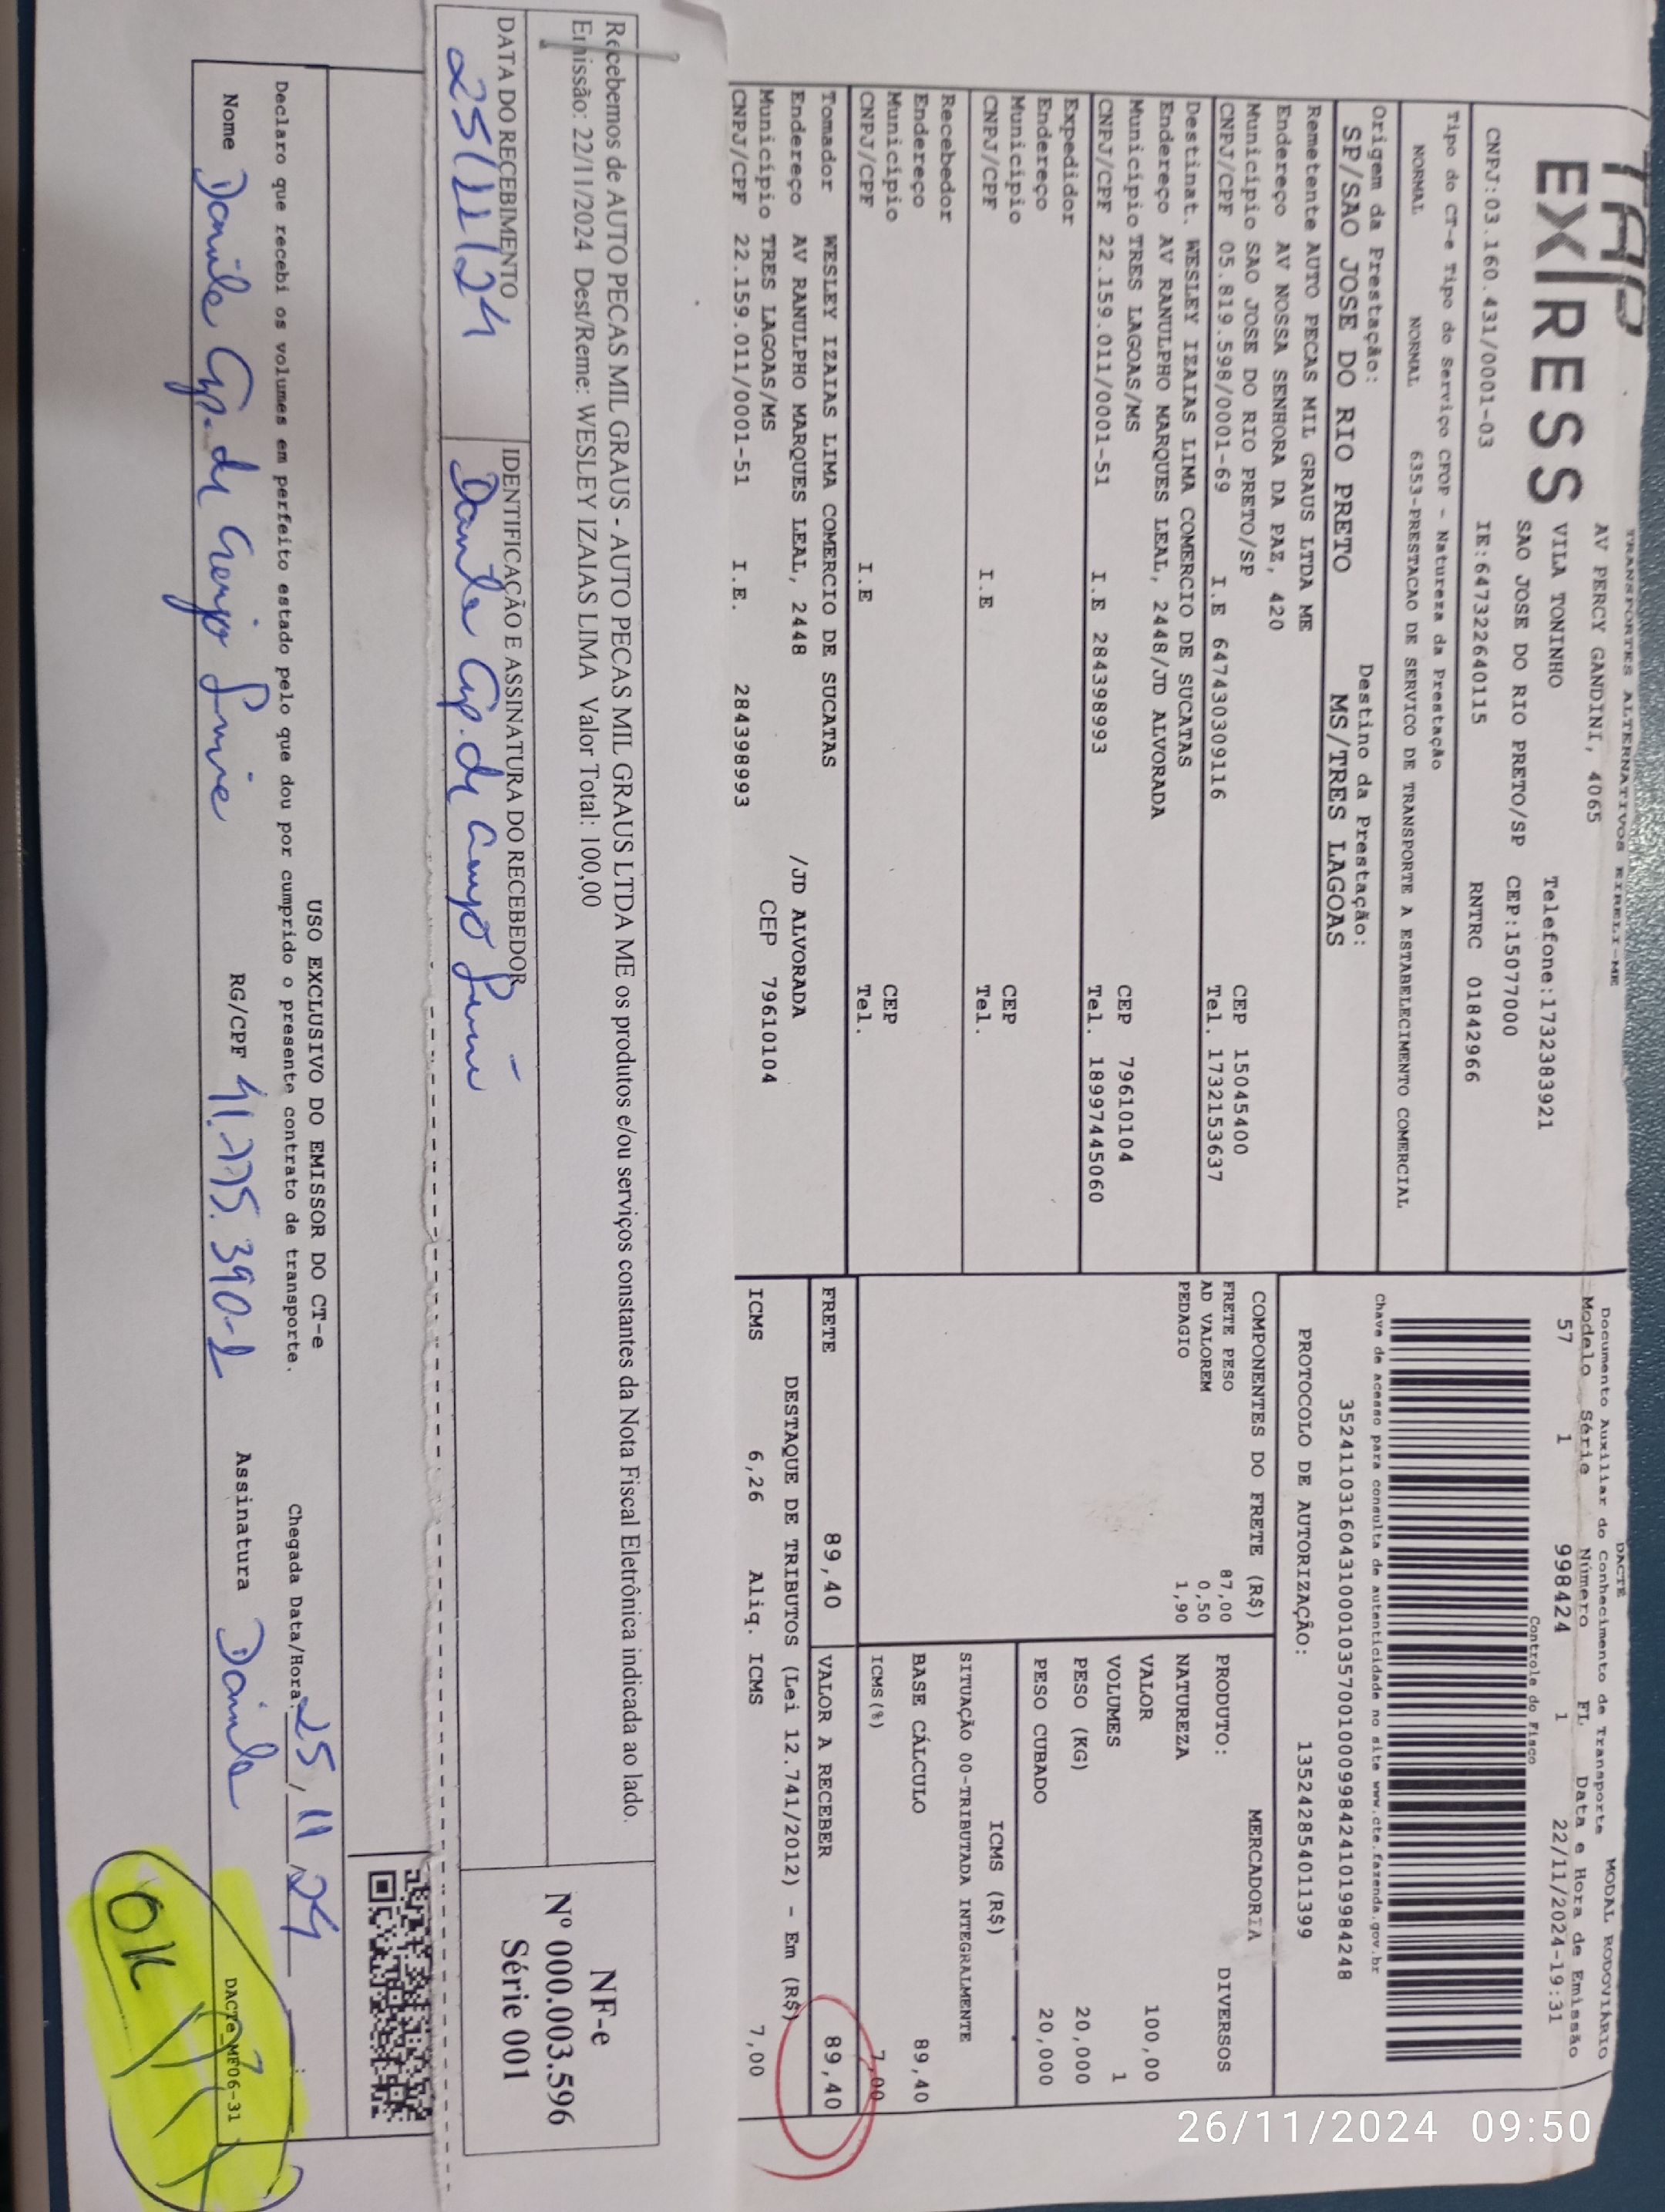 TAP
EX|RESS
TRANSPORTES ALTERNATIVOS EIRELI-ME
AV PERCY GANDINI, 4065
VILA TONINHO Telefone:1732383921
SAO JOSE DO RIO PRETO/SP CEP:15077000
CNPJ:03.160.431/0001-03 IE:647322640115 RNTRC 01842966
Tipo do CT-e Tipo do Serviço CFOP - Natureza da Prestação
NORMAL NORMAL 6353-PRESTACAO DE SERVICO DE TRANSPORTE A ESTABELECIMENTO COMERCIAL
Origem da Prestação: Destino da Prestação:
SP/SAO JOSE DO RIO PRETO MS/TRES LAGOAS
Remetente AUTO PECAS MIL GRAUS LTDA ME
Endereço AV NOSSA SENHORA DA PAZ, 420
Município SAO JOSE DO RIO PRETO/SP CEP 15045400
CNPJ/CPF 05.819.598/0001-69 I.E 647430309116 Tel. 1732153637
Destinat. WESLEY IZAIAS LIMA COMERCIO DE SUCATAS
Endereço AV RANULPHO MARQUES LEAL, 2448/JD ALVORADA
Município TRES LAGOAS/MS CEP 79610104
CNPJ/CPF 22.159.011/0001-51 I.E 284398993 Tel. 18997445060
Expedidor
Endereço
Município CEP
CNPJ/CPF I.E Tel.
Recebedor
Endereço
Município CEP
CNPJ/CPF I.E Tel.
Tomador WESLEY IZAIAS LIMA COMERCIO DE SUCATAS
Endereço AV RANULPHO MARQUES LEAL, 2448 /JD ALVORADA
Município TRES LAGOAS/MS CEP 79610104
CNPJ/CPF 22.159.011/0001-51 I.E. 284398993
DACTE MODAL RODOVIÁRIO
Documento Auxiliar do Conhecimento de Transporte
Modelo Série Número FL Data e Hora de Emissão
57 1 998424 1 22/11/2024-19:31
Controle do Fisco
Chave de acesso para consulta de autenticidade no site www.cte.fazenda.gov.br
35241103160431000103570010009984241019984248
PROTOCOLO DE AUTORIZAÇÃO: 135242854011399
COMPONENTES DO FRETE (R$)
FRETE PESO 87,00
AD VALOREM 0,50
PEDAGIO 1,90
MERCADORIA
PRODUTO: DIVERSOS
NATUREZA
VALOR 100,00
VOLUMES 1
PESO (KG) 20,000
PESO CUBADO 20,000
ICMS (R$)
SITUAÇÃO 00-TRIBUTADA INTEGRALMENTE
BASE CÁLCULO 89,40
ICMS(%) 7,00
FRETE 89,40 VALOR A RECEBER 89,40
DESTAQUE DE TRIBUTOS (Lei 12.741/2012) - Em (R$)
ICMS 6,26 Aliq. ICMS 7,00
Recebemos de AUTO PECAS MIL GRAUS - AUTO PECAS MIL GRAUS LTDA ME os produtos e/ou serviços constantes da Nota Fiscal Eletrônica indicada ao lado.
Emissão: 22/11/2024 Dest/Reme: WESLEY IZAIAS LIMA Valor Total: 100,00
DATA DO RECEBIMENTO IDENTIFICAÇÃO E ASSINATURA DO RECEBEDOR
25/11/24
NF-e
Nº 000.003.596
Série 001
USO EXCLUSIVO DO EMISSOR DO CT-e
Declaro que recebi os volumes em perfeito estado pelo que dou por cumprido o presente contrato de transporte. Chegada Data/Hora: 25/11/24
Nome RG/CPF 41.775.390-1 Assinatura
DACTe_MF06-31
OK
26/11/2024 09:50